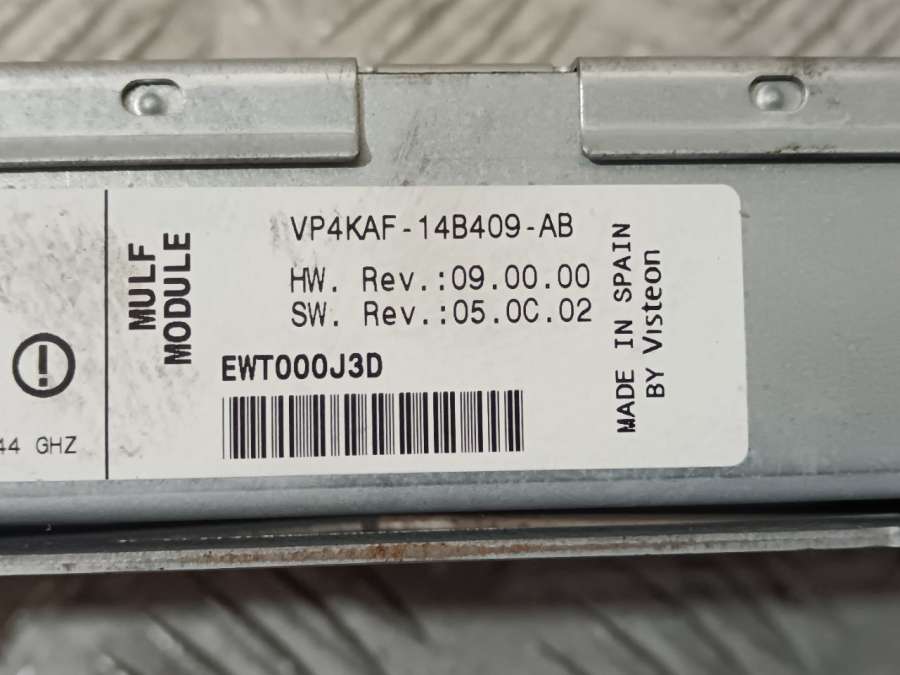 MULF
MODULE
VP4KAF-14B409-AB
HW. Rev.:09.00.00
SW. Rev.:05.0C.02
EWT000J3D
MADE IN SPAIN
BY Visteon
44 GHZ